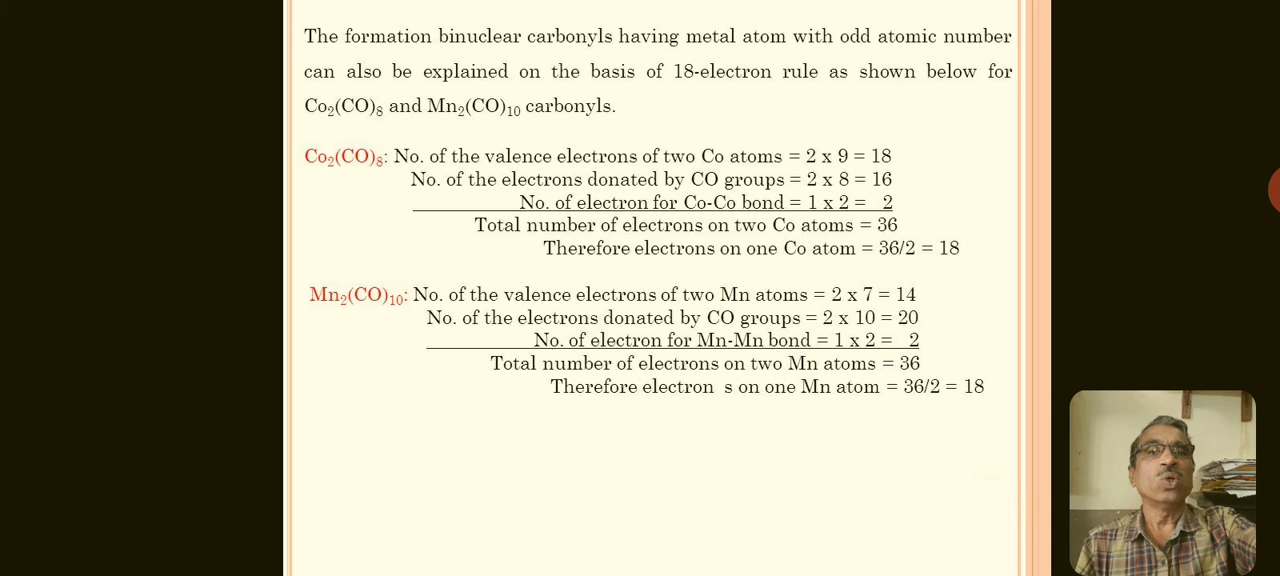 The formation binuclear carbonyls having metal atom with odd atomic number
can also be explained on the basis of 18-electron rule as shown below for
Co₂(CO)₈ and Mn₂(CO)₁₀ carbonyls.
Co₂(CO)₈: No. of the valence electrons of two Co atoms = 2 x 9 = 18
No. of the electrons donated by CO groups = 2 x 8 = 16
No. of electron for Co-Co bond = 1 x 2 = 2
Total number of electrons on two Co atoms = 36
Therefore electrons on one Co atom = 36/2 = 18
Mn₂(CO)₁₀: No. of the valence electrons of two Mn atoms = 2 x 7 = 14
No. of the electrons donated by CO groups = 2 x 10 = 20
No. of electron for Mn-Mn bond = 1 x 2 = 2
Total number of electrons on two Mn atoms = 36
Therefore electron s on one Mn atom = 36/2 = 18